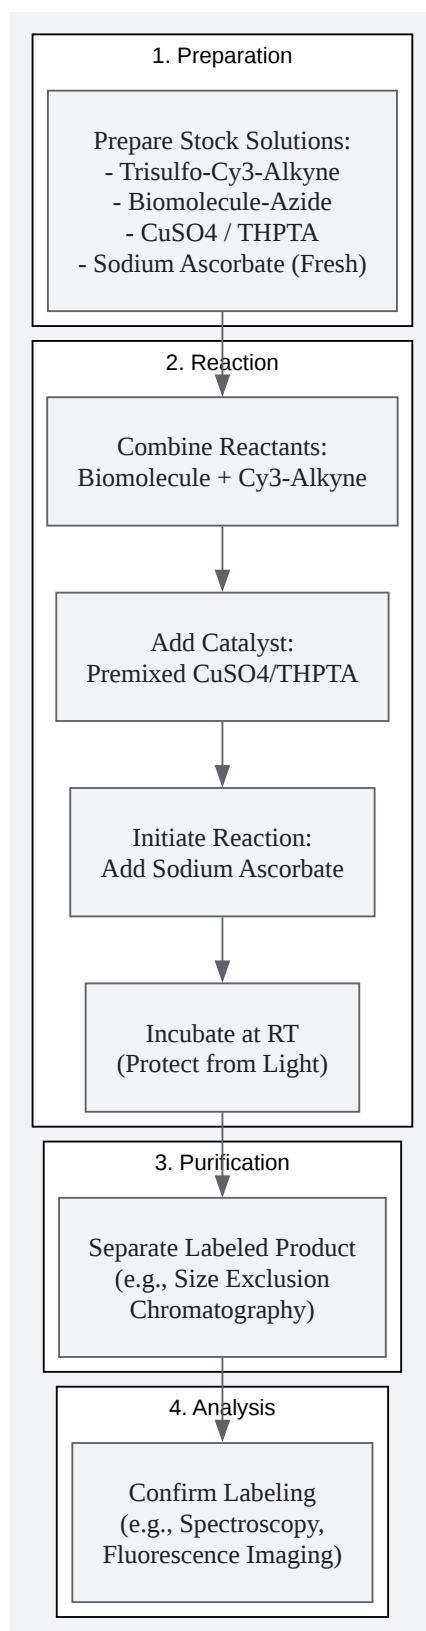 1. Preparation
Prepare Stock Solutions:
- Trisulfo-Cy3-Alkyne
- Biomolecule-Azide
- CuSO4 / THPTA
- Sodium Ascorbate (Fresh)
2. Reaction
Combine Reactants:
Biomolecule + Cy3-Alkyne
Add Catalyst:
Premixed CuSO4/THPTA
Initiate Reaction:
Add Sodium Ascorbate
Incubate at RT
(Protect from Light)
3. Purification
Separate Labeled Product
(e.g., Size Exclusion
Chromatography)
4. Analysis
Confirm Labeling
(e.g., Spectroscopy,
Fluorescence Imaging)